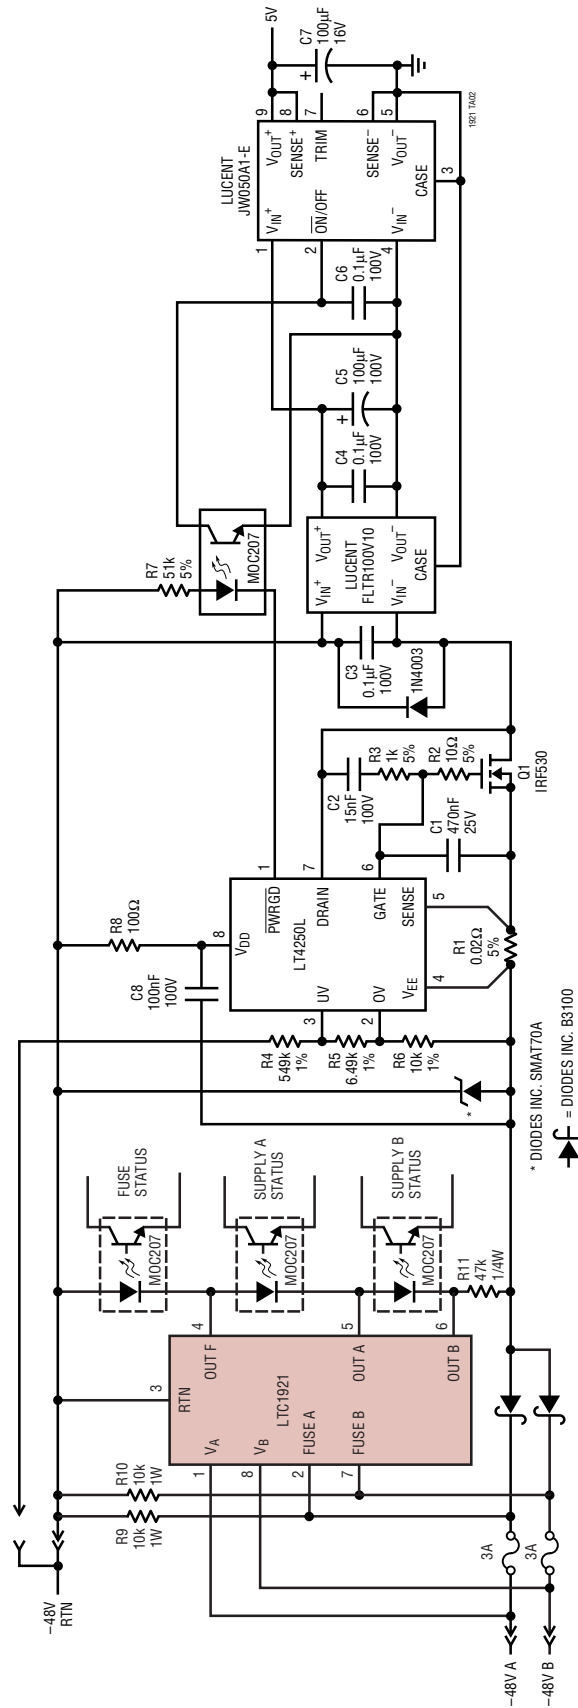 −48V
RTN
R9
10k
1W
R10
10k
1W
−48V A
−48V B
3A
3A
1
VA
8
VB
2
FUSE A
7
FUSE B
3
RTN
LTC1921
4
OUT F
5
OUT A
6
OUT B
MOC207
FUSE
STATUS
MOC207
SUPPLY A
STATUS
MOC207
SUPPLY B
STATUS
R11
47k
1/4W
*
* DIODES INC. SMAT70A
= DIODES INC. B3100
R4
549k
1%
R5
6.49k
1%
R6
10k
1%
C8
100nF
100V
R8
100Ω
8
VDD
3
UV
2
OV
LT4250L
1
PWRGD
7
DRAIN
6
GATE
SENSE
5
VEE
4
R1
0.02Ω
5%
C1
470nF
25V
C2
15nF
100V
R3
1k
5%
R2
10Ω
5%
Q1
IRF530
C3
0.1µF
100V
1N4003
R7
51k
5%
MOC207
VIN+
VOUT+
LUCENT
FLTR100V10
VIN−
VOUT−
CASE
C4
0.1µF
100V
C5
100µF
100V
+
C6
0.1µF
100V
LUCENT
JW050A1-E
1
VIN+
2
ON/OFF
4
VIN−
VOUT+
9
SENSE+
8
TRIM
7
SENSE−
6
VOUT−
5
CASE
3
5V
C7
100µF
16V
+
1921 TA02